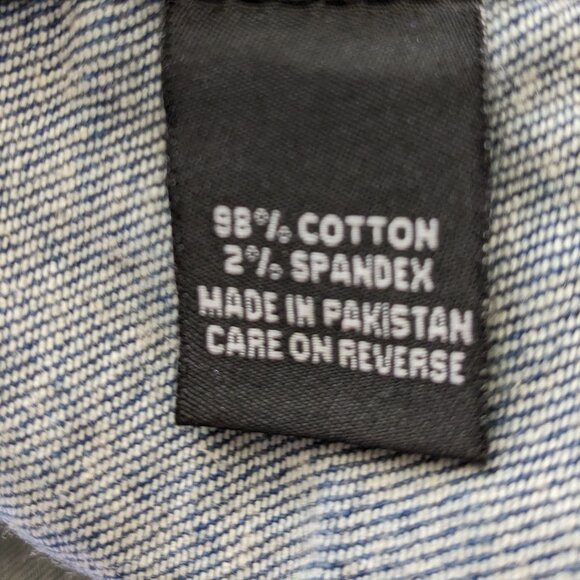 98% COTTON
2% SPANDEX
MADE IN PAKISTAN
CARE ON REVERSE